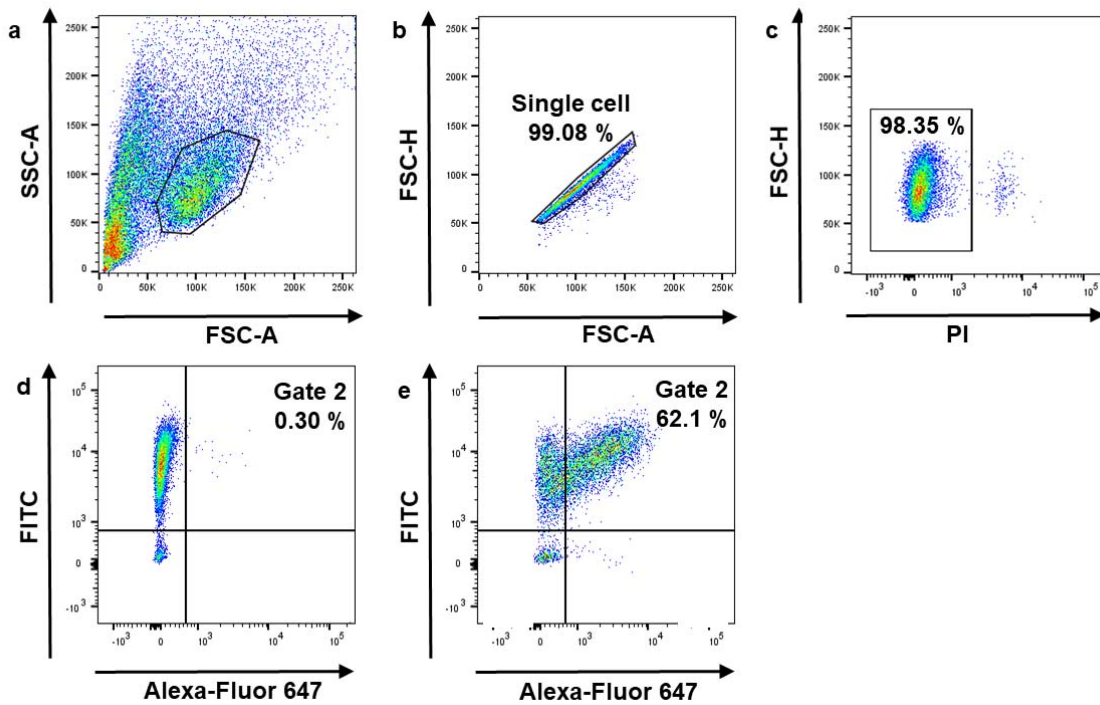 a
SSC-A
250K
200K
150K
100K
50K
0
0 50K 100K 150K 200K 250K
FSC-A
b
FSC-H
250K
200K
150K
100K
50K
0
Single cell
99.08 %
0 50K 100K 150K 200K 250K
FSC-A
c
FSC-H
250K
200K
150K
100K
50K
0
98.35 %
-10³ 0 10³ 10⁴ 10⁵
PI
d
FITC
10⁵
10⁴
10³
0
-10³
Gate 2
0.30 %
-10³ 0 10³ 10⁴ 10⁵
Alexa-Fluor 647
e
FITC
10⁵
10⁴
10³
0
-10³
Gate 2
62.1 %
-10³ 0 10³ 10⁴ 10⁵
Alexa-Fluor 647